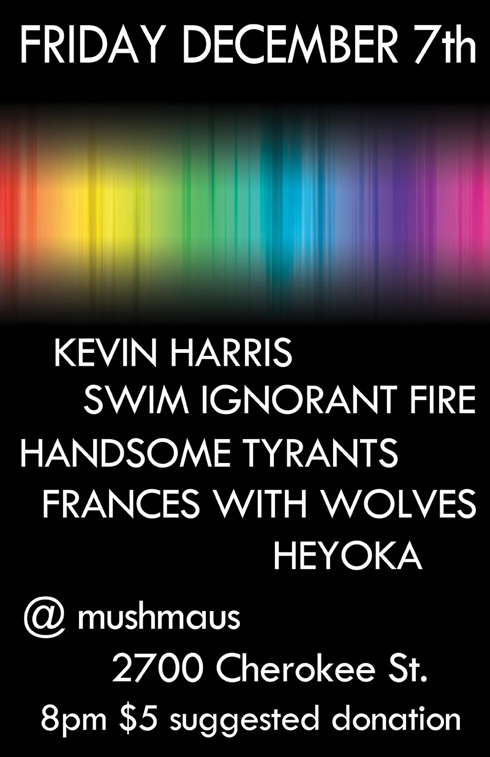 FRIDAY DECEMBER 7th
KEVIN HARRIS
SWIM IGNORANT FIRE
HANDSOME TYRANTS
FRANCES WITH WOLVES
HEYOKA
@ mushmaus
2700 Cherokee St.
8pm $5 suggested donation